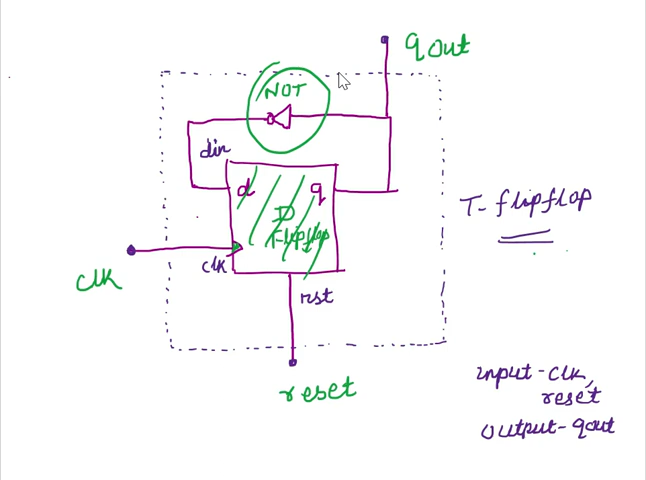 qout
NOT
din
d
q
D
flipflop
clk
clk
rst
reset
T-flipflop
input-clk,
reset
output-qout